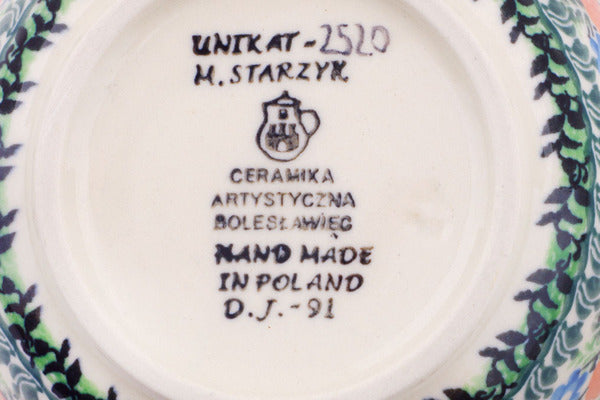 UNIKAT-2520
M. STARZYK
CERAMIKA
ARTYSTYCZNA
BOLESŁAWIEC
HAND MADE
IN POLAND
D.J.-91